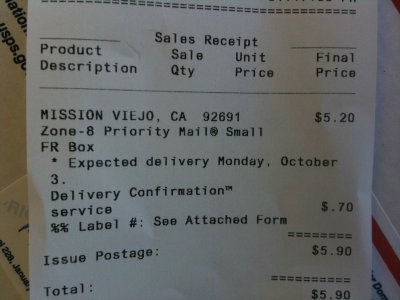 Sales Receipt
Product Sale Unit Final
Description Qty Price Price
MISSION VIEJO, CA 92691 $5.20
Zone-8 Priority Mail® Small
FR Box
* Expected delivery Monday, October
3.
Delivery Confirmation™
service $.70
%% Label #: See Attached Form
========
Issue Postage: $5.90
========
Total: $5.90
usps.go